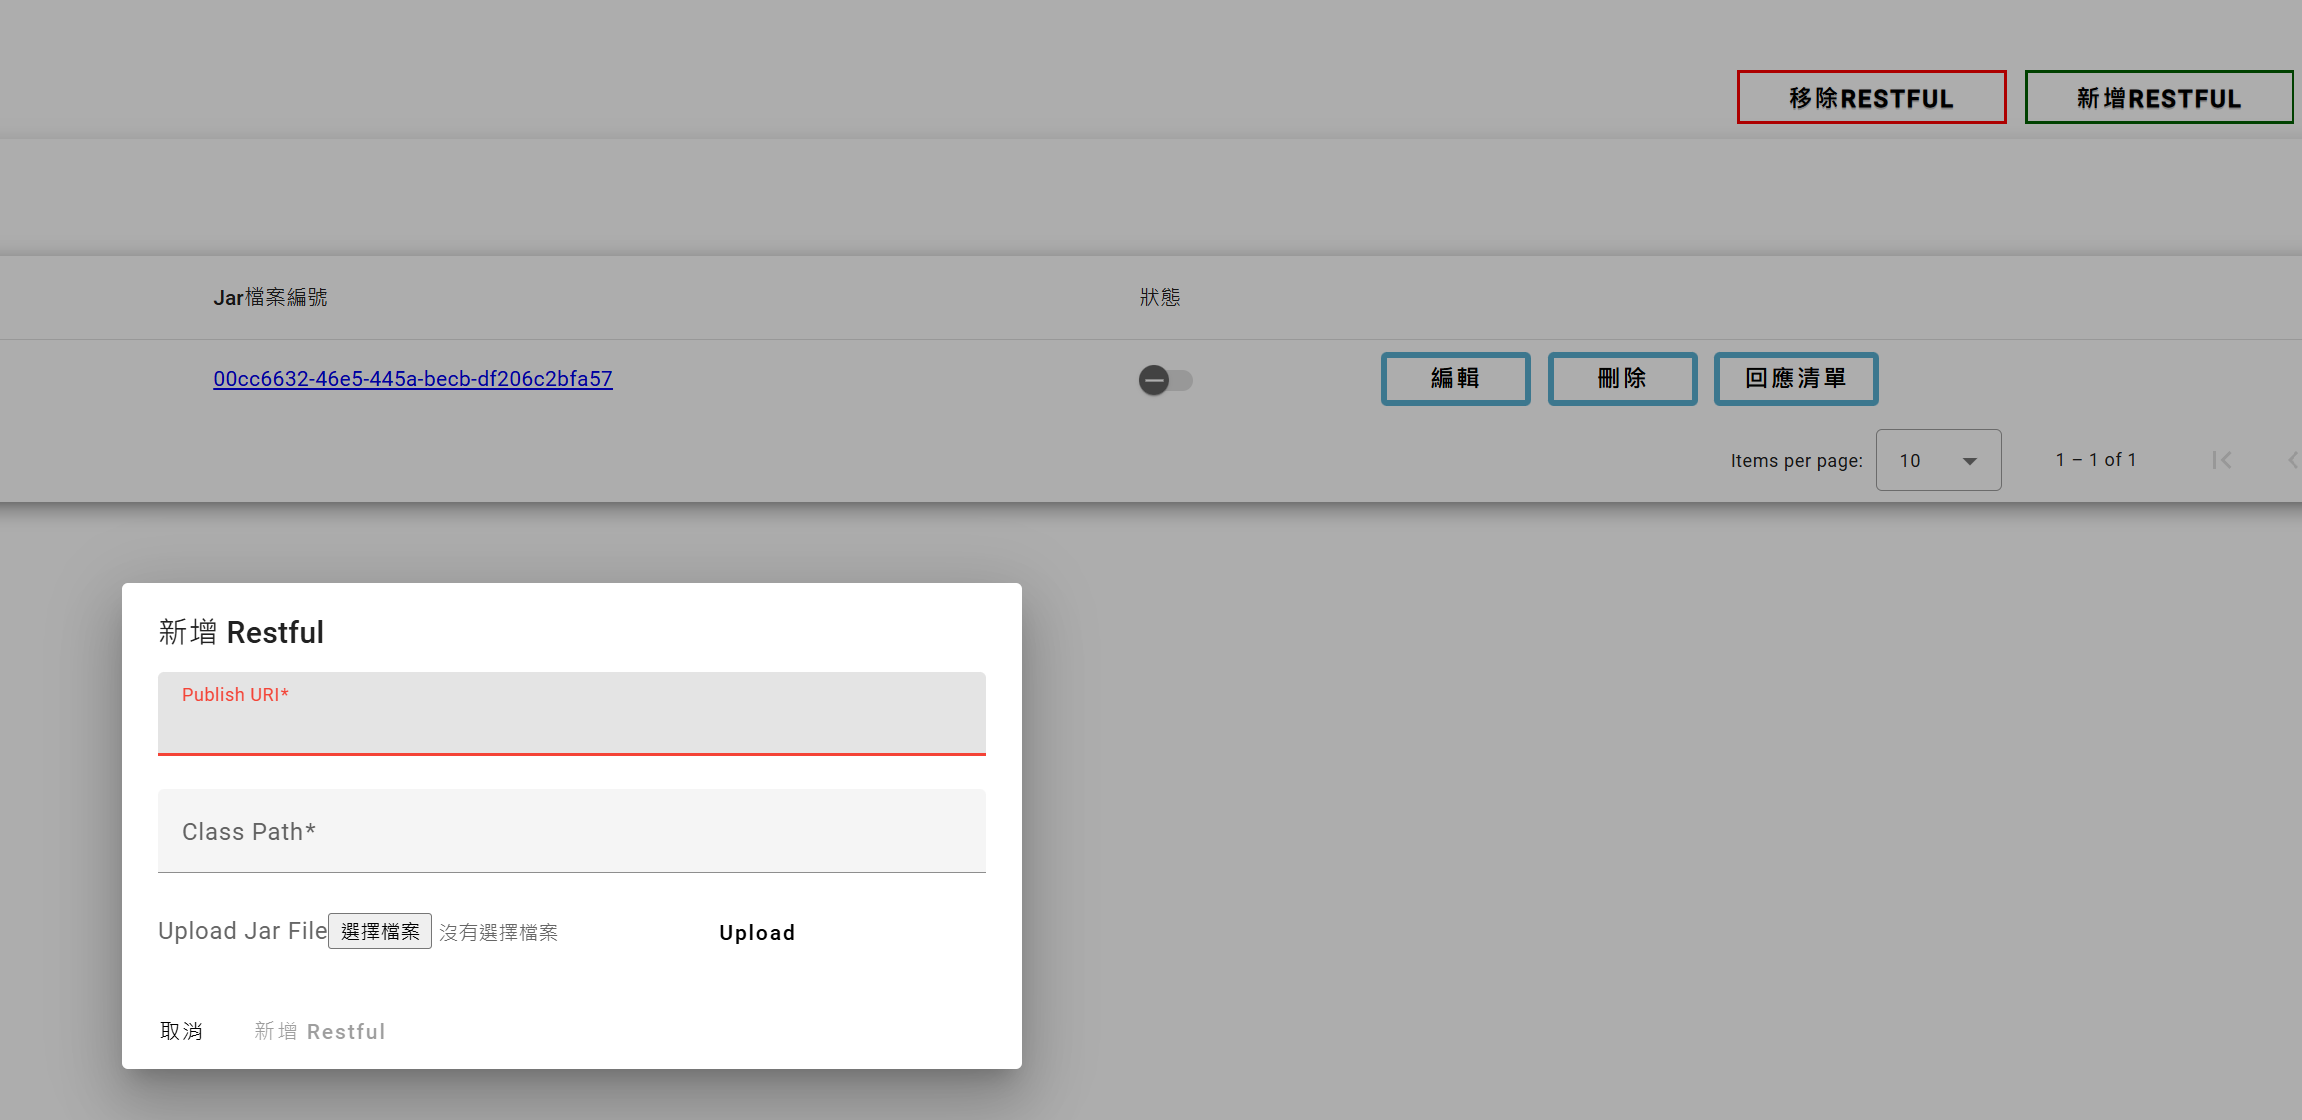 移除RESTFUL
新增RESTFUL
Jar檔案編號
狀態
00cc6632-46e5-445a-becb-df206c2bfa57
編輯
刪除
回應清單
Items per page:
10
1 – 1 of 1
新增 Restful
Publish URI*
Class Path*
Upload Jar File
選擇檔案
沒有選擇檔案
Upload
取消
新增 Restful